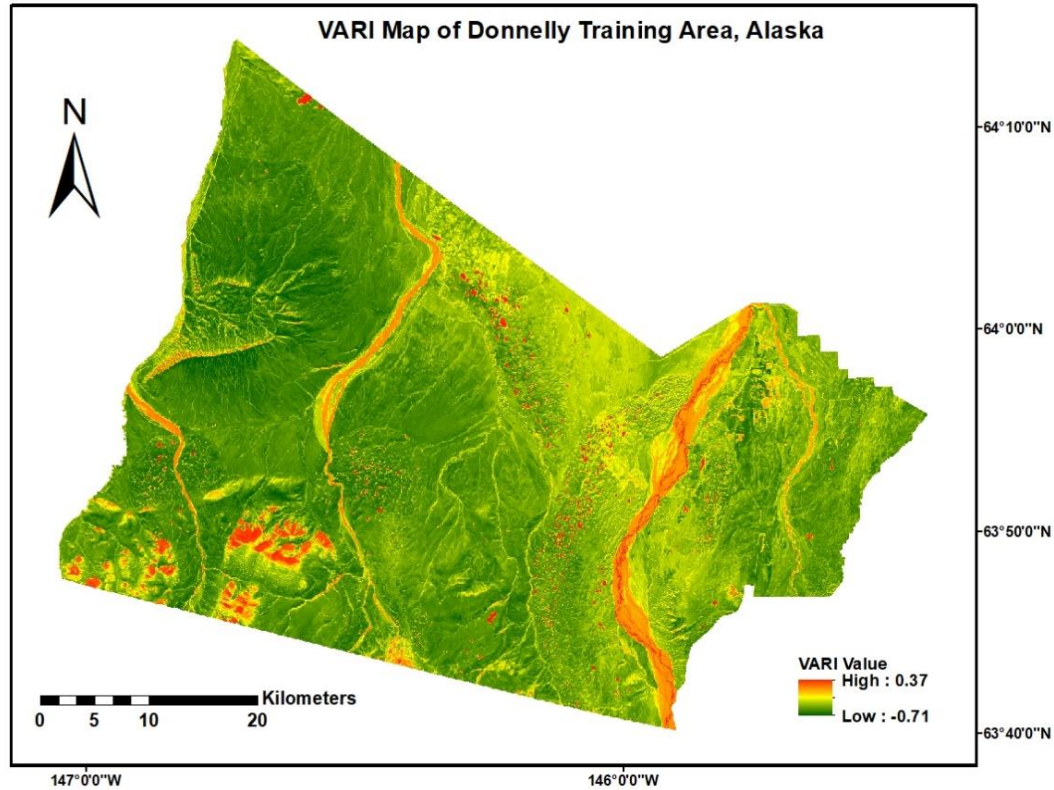 VARI Map of Donnelly Training Area, Alaska
N
64°10'0"N
64°0'0"N
63°50'0"N
VARI Value
High : 0.37
Low : -0.71
Kilometers
0 5 10 20
63°40'0"N
147°0'0"W 146°0'0"W